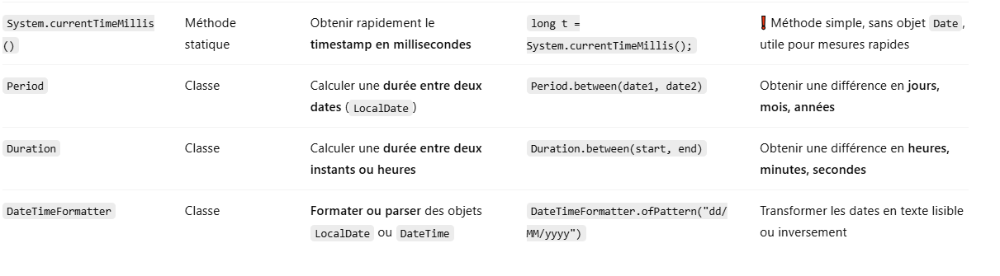 System.currentTimeMillis Méthode Obtenir rapidement le long t = ❗ Méthode simple, sans objet Date,
() statique timestamp en millisecondes System.currentTimeMillis(); utile pour mesures rapides
Period Classe Calculer une durée entre deux Period.between(date1, date2) Obtenir une différence en jours,
dates (LocalDate) mois, années
Duration Classe Calculer une durée entre deux Duration.between(start, end) Obtenir une différence en heures,
instants ou heures minutes, secondes
DateTimeFormatter Classe Formater ou parser des objets DateTimeFormatter.ofPattern("dd/ Transformer les dates en texte lisible
LocalDate ou DateTime MM/yyyy") ou inversement